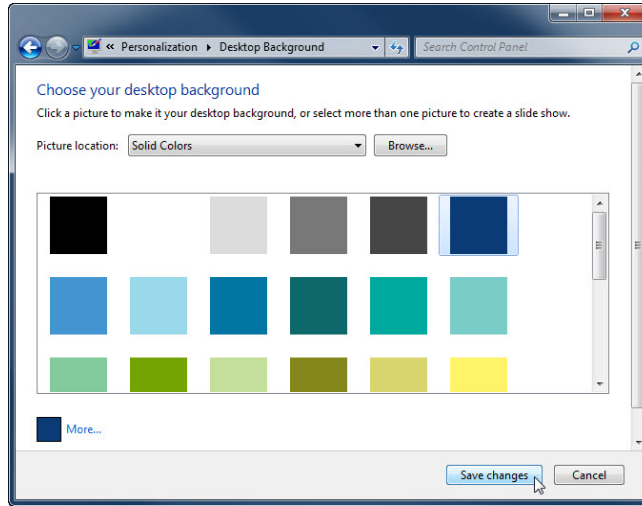 « Personalization ▸ Desktop Background
Search Control Panel
Choose your desktop background
Click a picture to make it your desktop background, or select more than one picture to create a slide show.
Picture location: Solid Colors Browse...
More...
Save changes Cancel